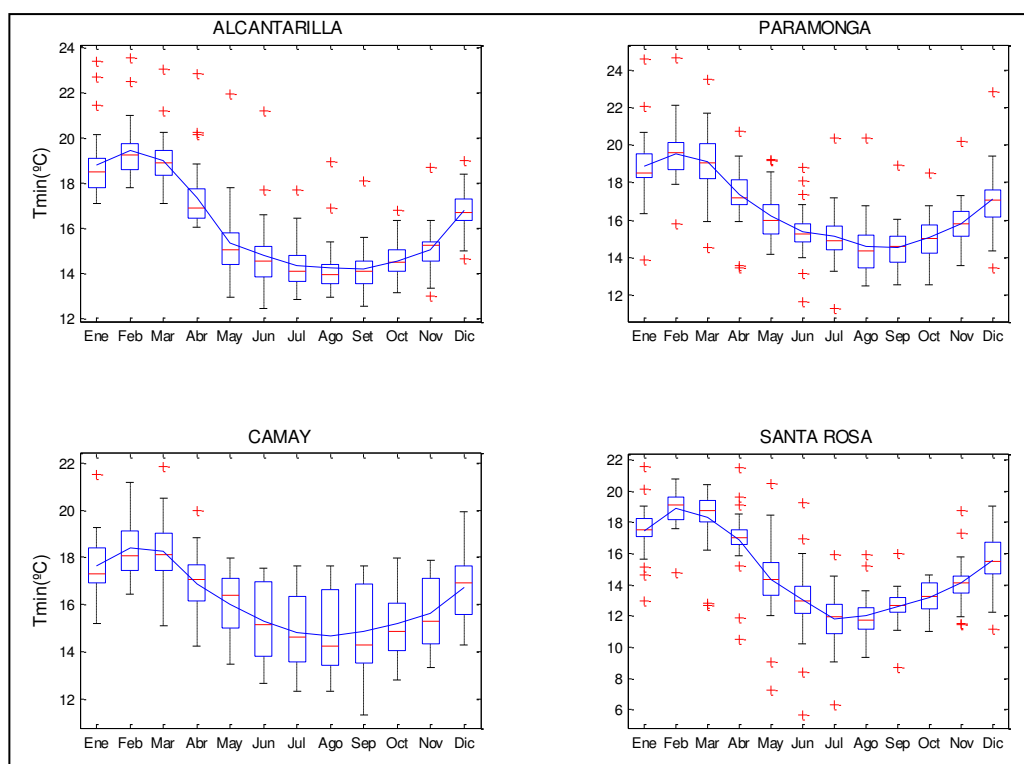 ALCANTARILLA
Tmin(ºC)
24
22
20
18
16
14
12
Ene Feb Mar Abr May Jun Jul Ago Set Oct Nov Dic
PARAMONGA
24
22
20
18
16
14
12
Ene Feb Mar Abr May Jun Jul Ago Sep Oct Nov Dic
CAMAY
Tmin(ºC)
22
20
18
16
14
12
Ene Feb Mar Abr May Jun Jul Ago Sep Oct Nov Dic
SANTA ROSA
22
20
18
16
14
12
10
8
6
Ene Feb Mar Abr May Jun Jul Ago Sep Oct Nov Dic